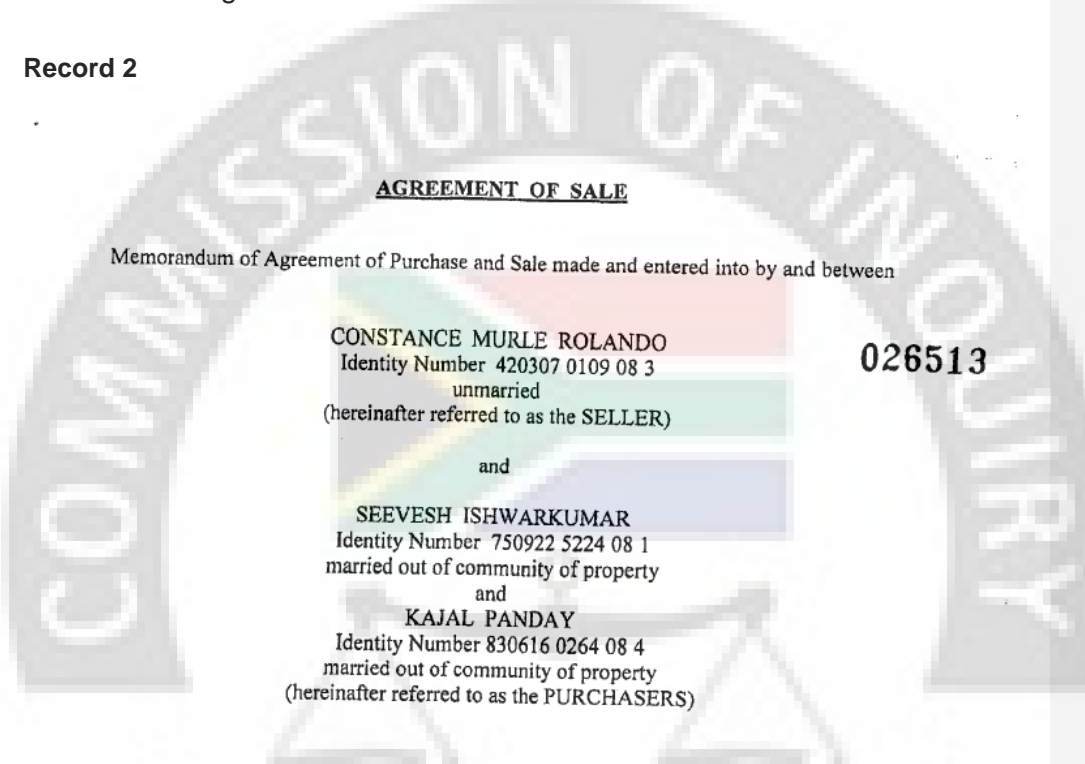 Record 2
AGREEMENT OF SALE
Memorandum of Agreement of Purchase and Sale made and entered into by and between
CONSTANCE MURLE ROLANDO
Identity Number 420307 0109 08 3
unmarried
(hereinafter referred to as the SELLER)
026513
and
SEEVESH ISHWARKUMAR
Identity Number 750922 5224 08 1
married out of community of property
and
KAJAL PANDAY
Identity Number 830616 0264 08 4
married out of community of property
(hereinafter referred to as the PURCHASERS)
COMMISSION OF INQUIRY